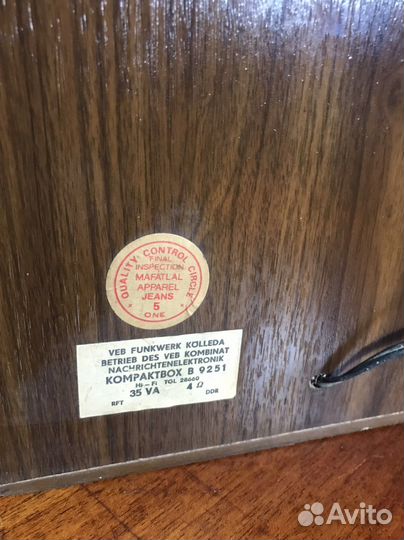 QUALITY CONTROL CIRCLE
FINAL
INSPECTION
MAFATLAL
APPAREL
JEANS
5
ONE
VEB FUNKWERK KÖLLEDA
BETRIEB DES VEB KOMBINAT
NACHRICHTENELEKTRONIK
KOMPAKTBOX B 9251
Hi-Fi TGL 28660
35 VA 4 Ω
RFT DDR
Avito